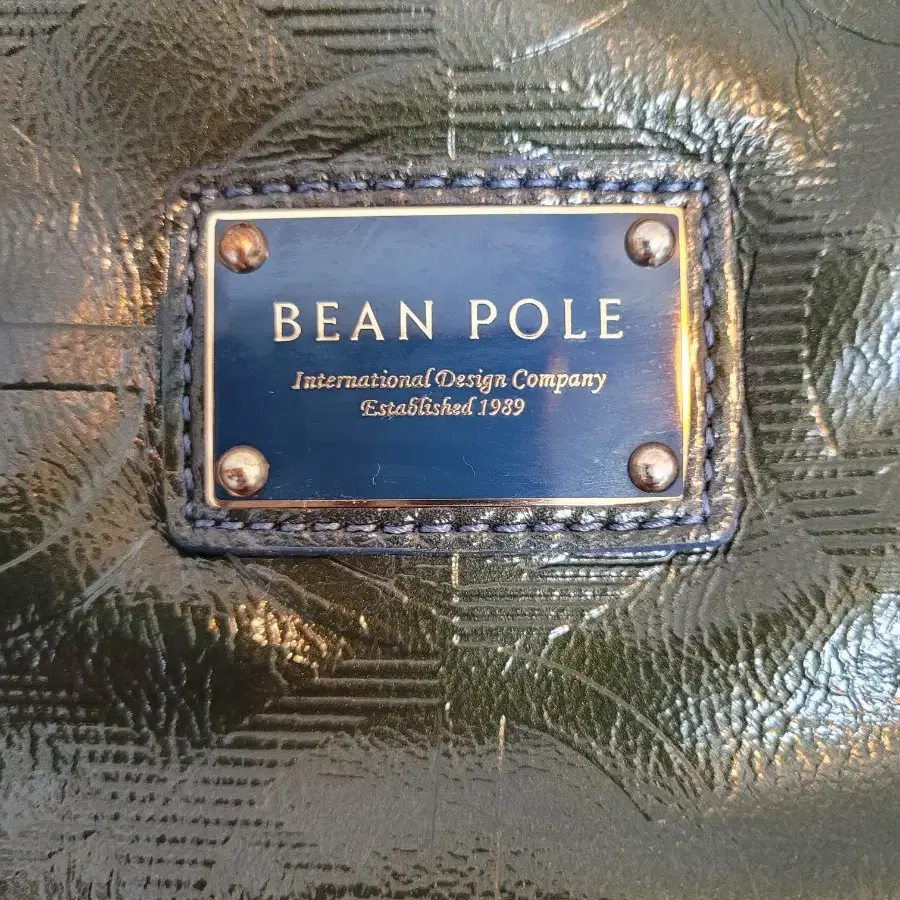 BEAN POLE
International Design Company
Established 1989